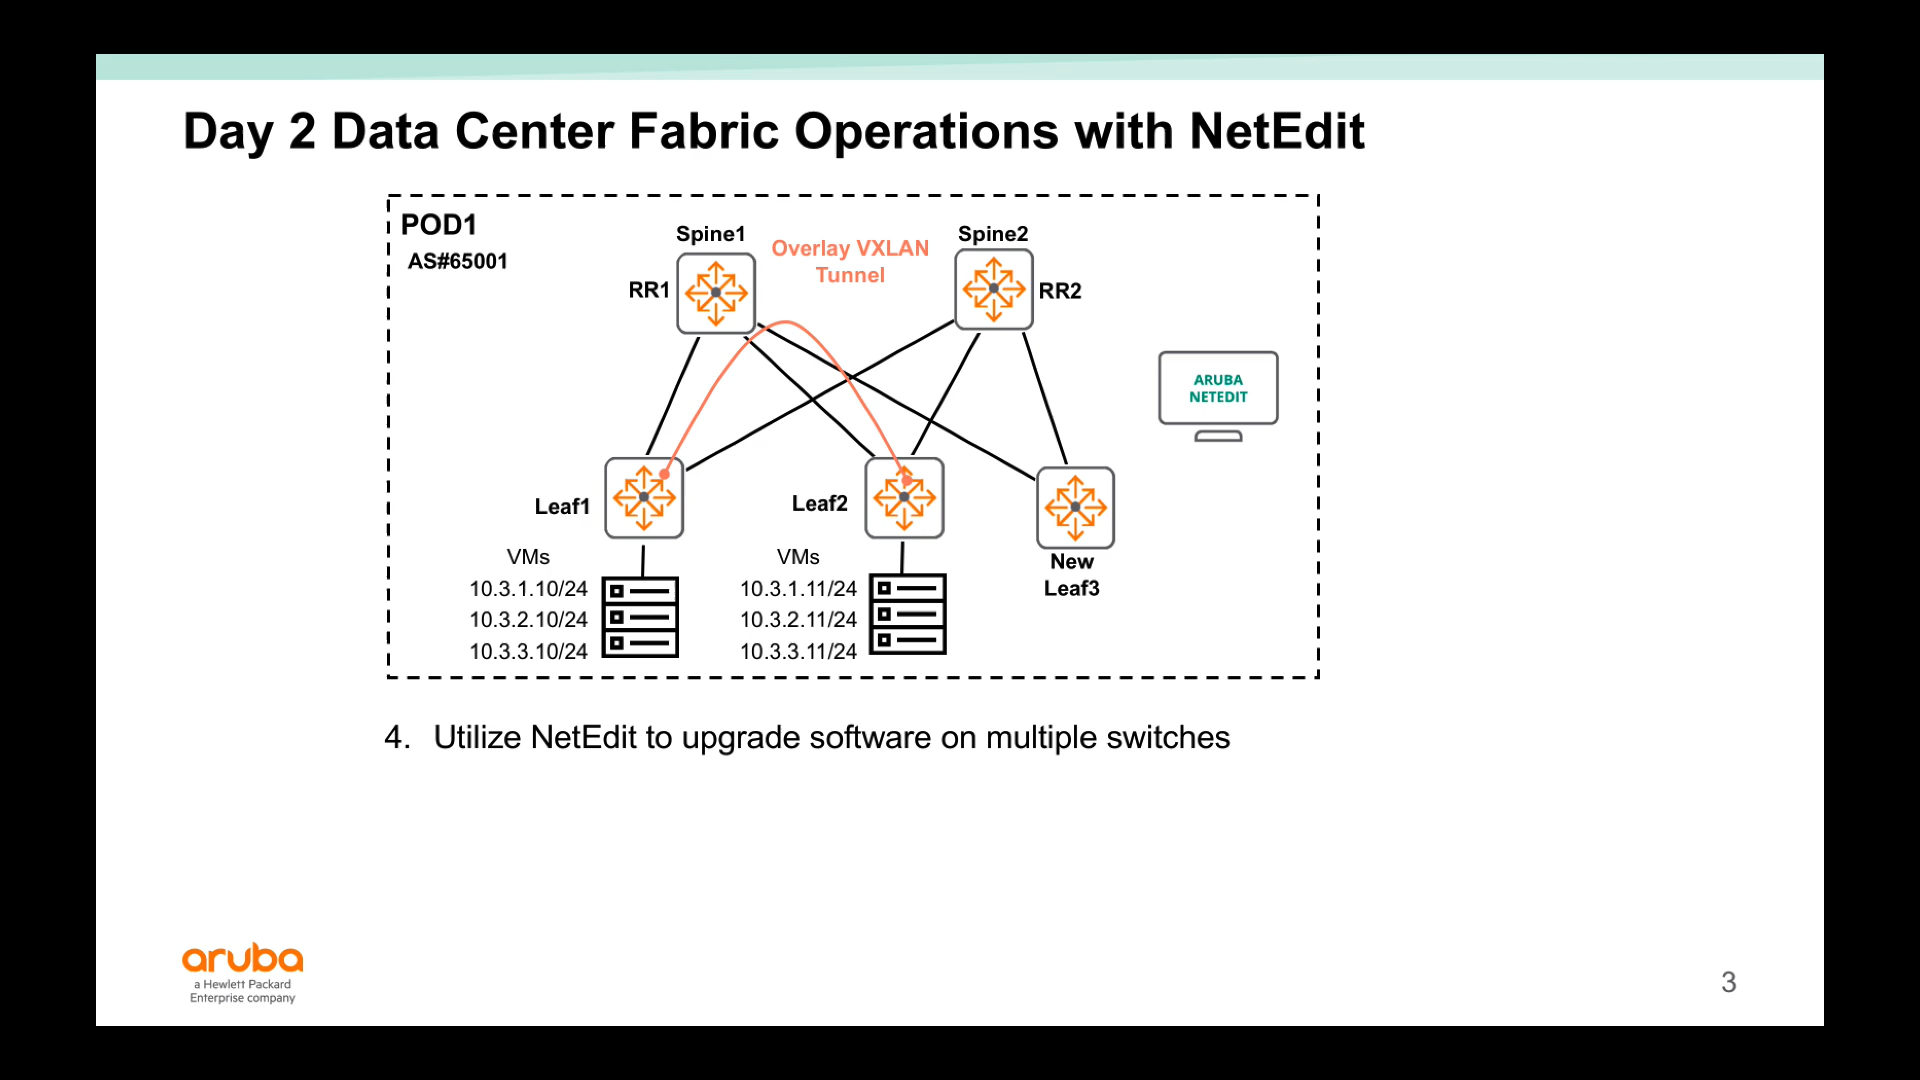 Day 2 Data Center Fabric Operations with NetEdit
POD1
AS#65001
Spine1
Overlay VXLAN
Tunnel
Spine2
RR1
RR2
ARUBA
NETEDIT
Leaf1
Leaf2
New
Leaf3
VMs
10.3.1.10/24
10.3.2.10/24
10.3.3.10/24
VMs
10.3.1.11/24
10.3.2.11/24
10.3.3.11/24
4. Utilize NetEdit to upgrade software on multiple switches
aruba
a Hewlett Packard
Enterprise company
3